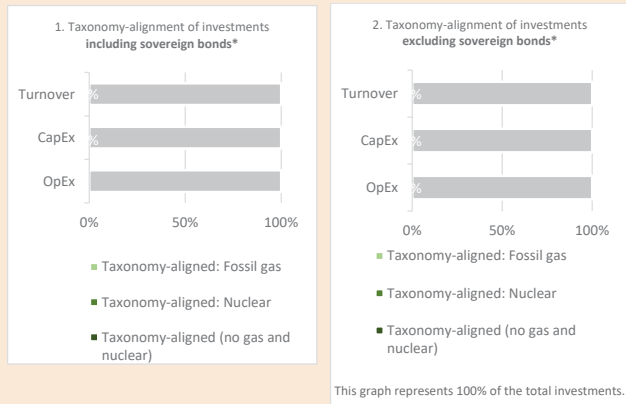 1. Taxonomy-alignment of investments
including sovereign bonds*
Turnover
%
CapEx
%
OpEx
0% 50% 100%
Taxonomy-aligned: Fossil gas
Taxonomy-aligned: Nuclear
Taxonomy-aligned (no gas and
nuclear)
2. Taxonomy-alignment of investments
excluding sovereign bonds*
Turnover
%
CapEx
%
OpEx
%
0% 50% 100%
Taxonomy-aligned: Fossil gas
Taxonomy-aligned: Nuclear
Taxonomy-aligned (no gas and
nuclear)
This graph represents 100% of the total investments.